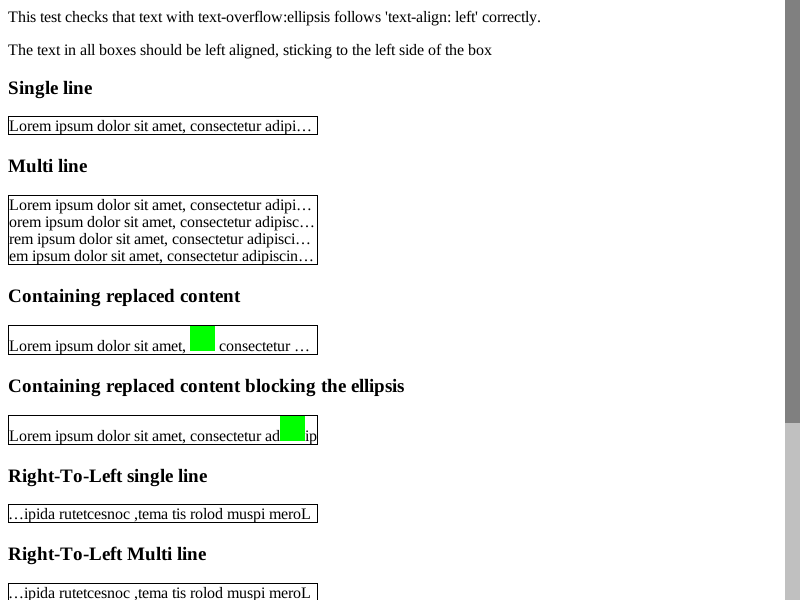 This test checks that text with text-overflow:ellipsis follows 'text-align: left' correctly.
The text in all boxes should be left aligned, sticking to the left side of the box
Single line
Lorem ipsum dolor sit amet, consectetur adipi…
Multi line
Lorem ipsum dolor sit amet, consectetur adipi…
orem ipsum dolor sit amet, consectetur adipisc…
rem ipsum dolor sit amet, consectetur adipisci…
em ipsum dolor sit amet, consectetur adipiscin…
Containing replaced content
Lorem ipsum dolor sit amet, consectetur …
Containing replaced content blocking the ellipsis
Lorem ipsum dolor sit amet, consectetur ad ip
Right-To-Left single line
…ipida rutetcesnoc ,tema tis rolod muspi meroL
Right-To-Left Multi line
…ipida rutetcesnoc ,tema tis rolod muspi meroL